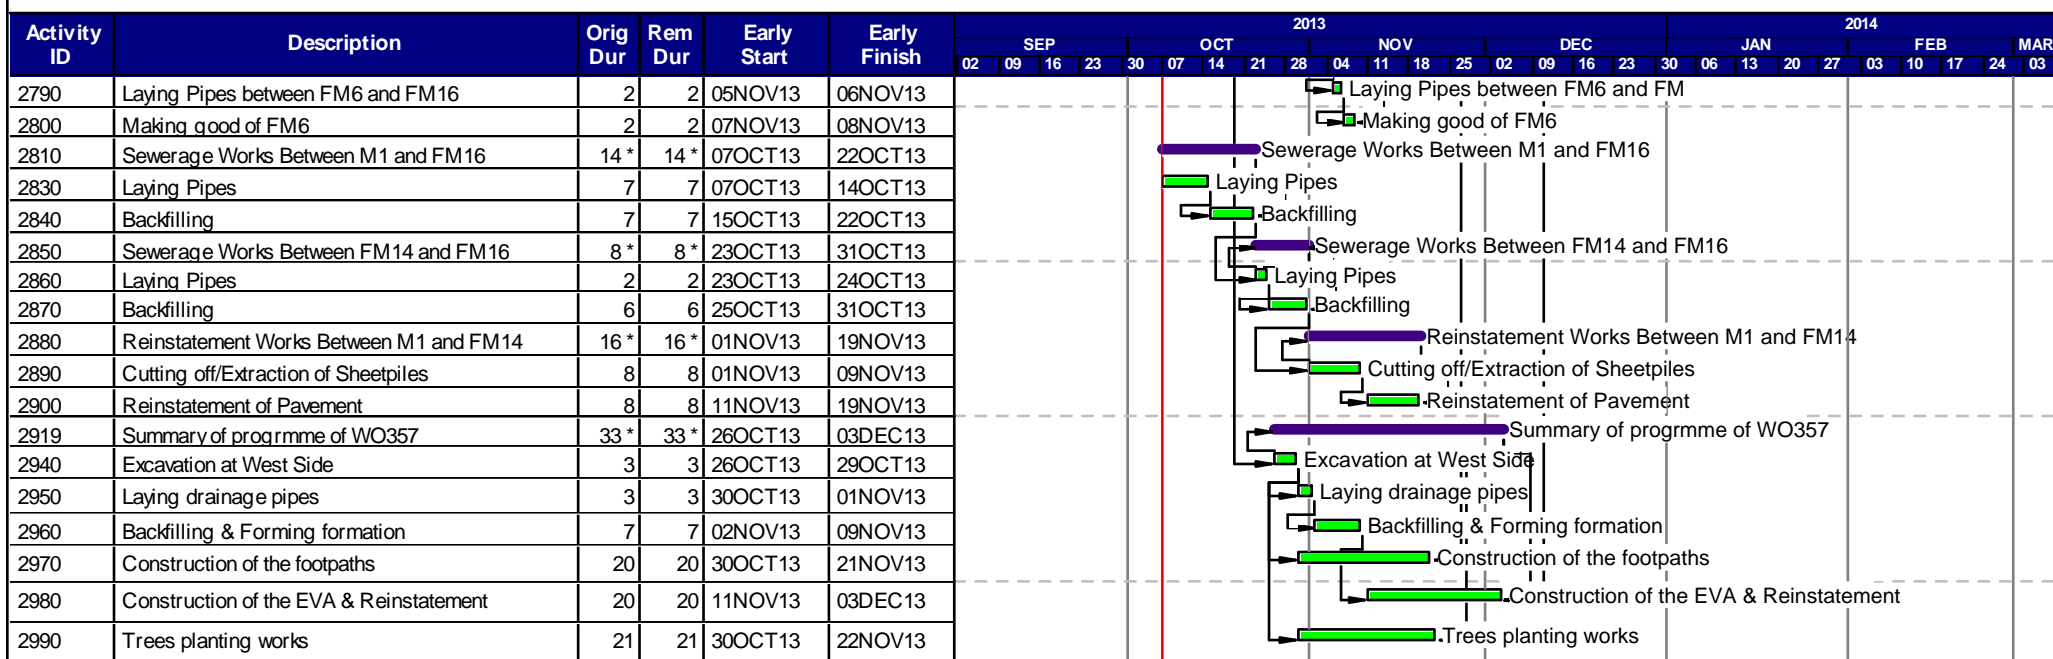 2013 2014
Activity ID Description Orig Dur Rem Dur Early Start Early Finish SEP OCT NOV DEC JAN FEB MAR
02 09 16 23 30 07 14 21 28 04 11 18 25 02 09 16 23 30 06 13 20 27 03 10 17 24 03
2790 Laying Pipes between FM6 and FM16 2 2 05NOV13 06NOV13 Laying Pipes between FM6 and FM
2800 Making good of FM6 2 2 07NOV13 08NOV13 Making good of FM6
2810 Sewerage Works Between M1 and FM16 14 * 14 * 07OCT13 22OCT13 Sewerage Works Between M1 and FM16
2830 Laying Pipes 7 7 07OCT13 14OCT13 Laying Pipes
2840 Backfilling 7 7 15OCT13 22OCT13 Backfilling
2850 Sewerage Works Between FM14 and FM16 8 * 8 * 23OCT13 31OCT13 Sewerage Works Between FM14 and FM16
2860 Laying Pipes 2 2 23OCT13 24OCT13 Laying Pipes
2870 Backfilling 6 6 25OCT13 31OCT13 Backfilling
2880 Reinstatement Works Between M1 and FM14 16 * 16 * 01NOV13 19NOV13 Reinstatement Works Between M1 and FM14
2890 Cutting off/Extraction of Sheetpiles 8 8 01NOV13 09NOV13 Cutting off/Extraction of Sheetpiles
2900 Reinstatement of Pavement 8 8 11NOV13 19NOV13 Reinstatement of Pavement
2919 Summary of progrmme of WO357 33 * 33 * 26OCT13 03DEC13 Summary of progrmme of WO357
2940 Excavation at West Side 3 3 26OCT13 29OCT13 Excavation at West Side
2950 Laying drainage pipes 3 3 30OCT13 01NOV13 Laying drainage pipes
2960 Backfilling & Forming formation 7 7 02NOV13 09NOV13 Backfilling & Forming formation
2970 Construction of the footpaths 20 20 30OCT13 21NOV13 Construction of the footpaths
2980 Construction of the EVA & Reinstatement 20 20 11NOV13 03DEC13 Construction of the EVA & Reinstatement
2990 Trees planting works 21 21 30OCT13 22NOV13 Trees planting works